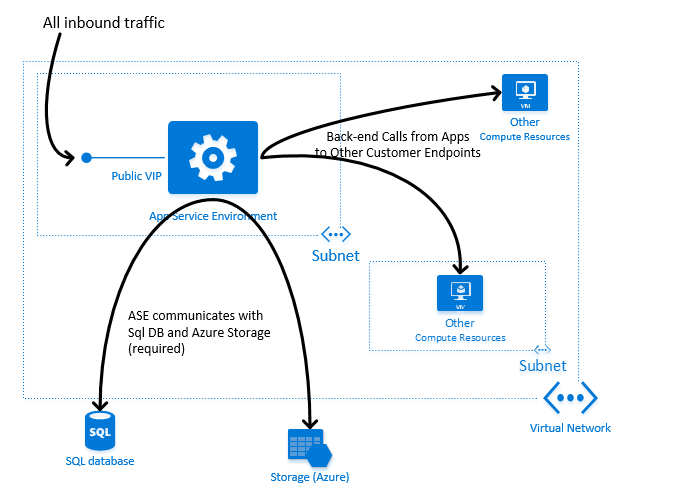 All inbound traffic
VM
Other
Compute Resources
Back-end Calls from Apps
to Other Customer Endpoints
Public VIP
App Service Environment
Subnet
VM
Other
Compute Resources
ASE communicates with
Sql DB and Azure Storage
(required)
Subnet
Virtual Network
SQL
SQL database
Storage (Azure)